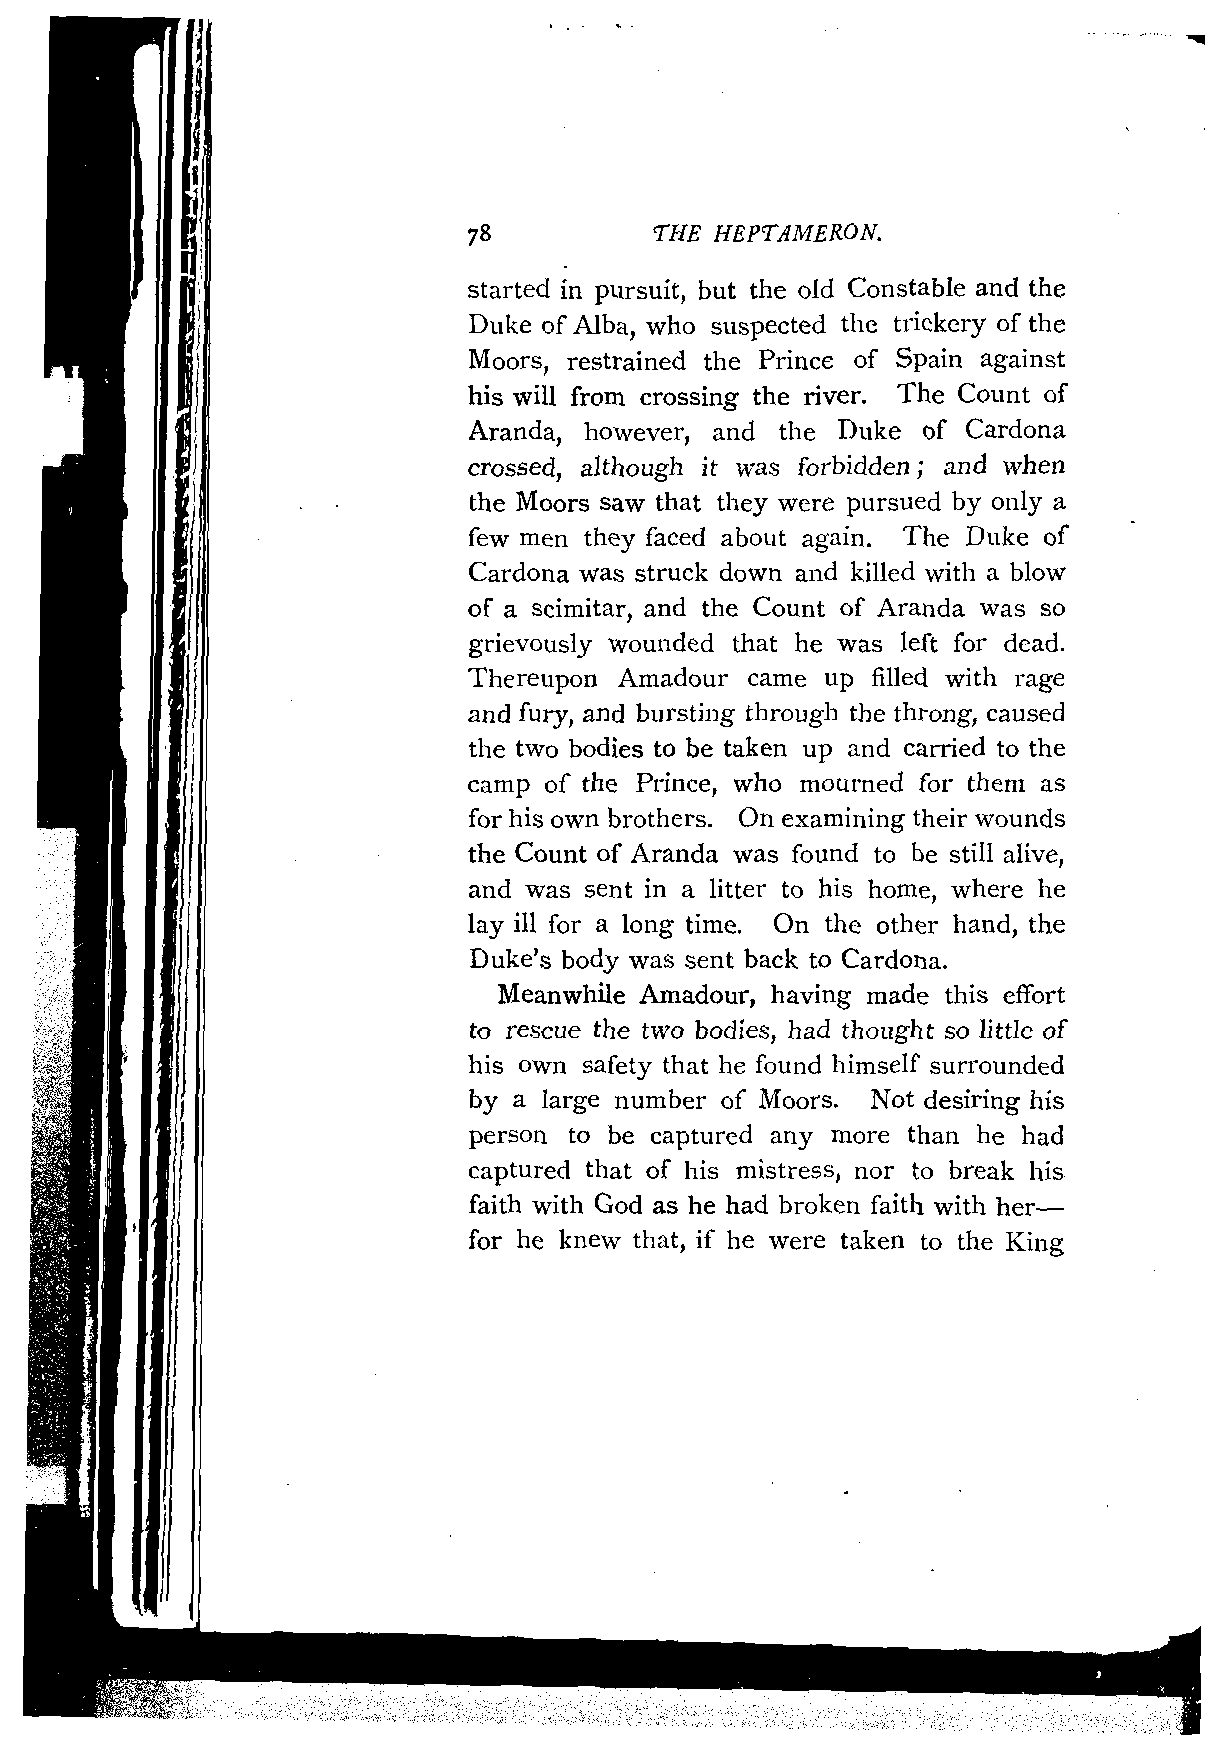 78 THE HEPTAMERON.
started in pursuit, but the old Constable and the
Duke of Alba, who suspected the trickery of the
Moors, restrained the Prince of Spain against
his will from crossing the river. The Count of
Aranda, however, and the Duke of Cardona
crossed, although it was forbidden; and when
the Moors saw that they were pursued by only a
few men they faced about again. The Duke of
Cardona was struck down and killed with a blow
of a scimitar, and the Count of Aranda was so
grievously wounded that he was left for dead.
Thereupon Amadour came up filled with rage
and fury, and bursting through the throng, caused
the two bodies to be taken up and carried to the
camp of the Prince, who mourned for them as
for his own brothers. On examining their wounds
the Count of Aranda was found to be still alive,
and was sent in a litter to his home, where he
lay ill for a long time. On the other hand, the
Duke's body was sent back to Cardona.
Meanwhile Amadour, having made this effort
to rescue the two bodies, had thought so little of
his own safety that he found himself surrounded
by a large number of Moors. Not desiring his
person to be captured any more than he had
captured that of his mistress, nor to break his
faith with God as he had broken faith with her—
for he knew that, if he were taken to the King